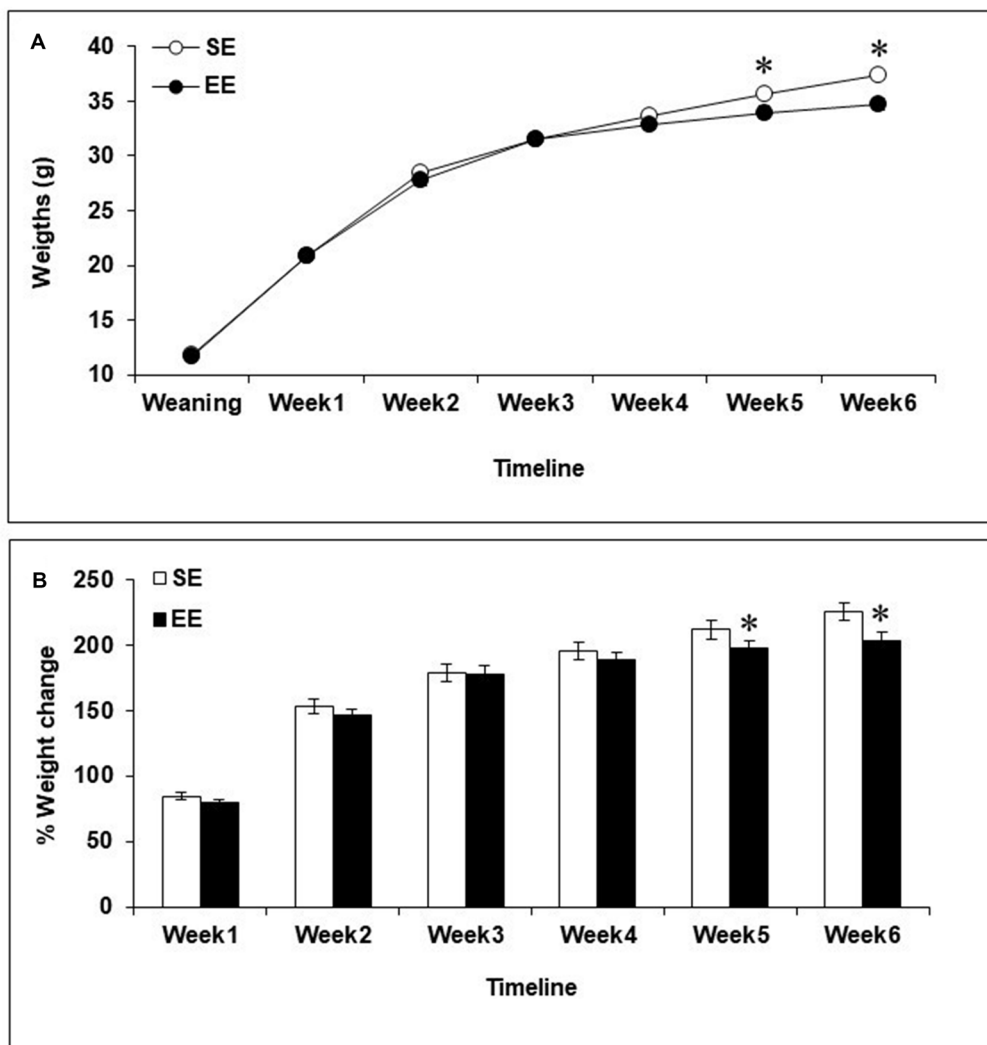 A
SE
EE
40
35
30
25
20
15
10
Weigths (g)
*
*
Weaning Week1 Week2 Week3 Week4 Week5 Week6
Timeline
B
SE
EE
250
200
150
100
50
0
% Weight change
*
*
Week1 Week2 Week3 Week4 Week5 Week6
Timeline